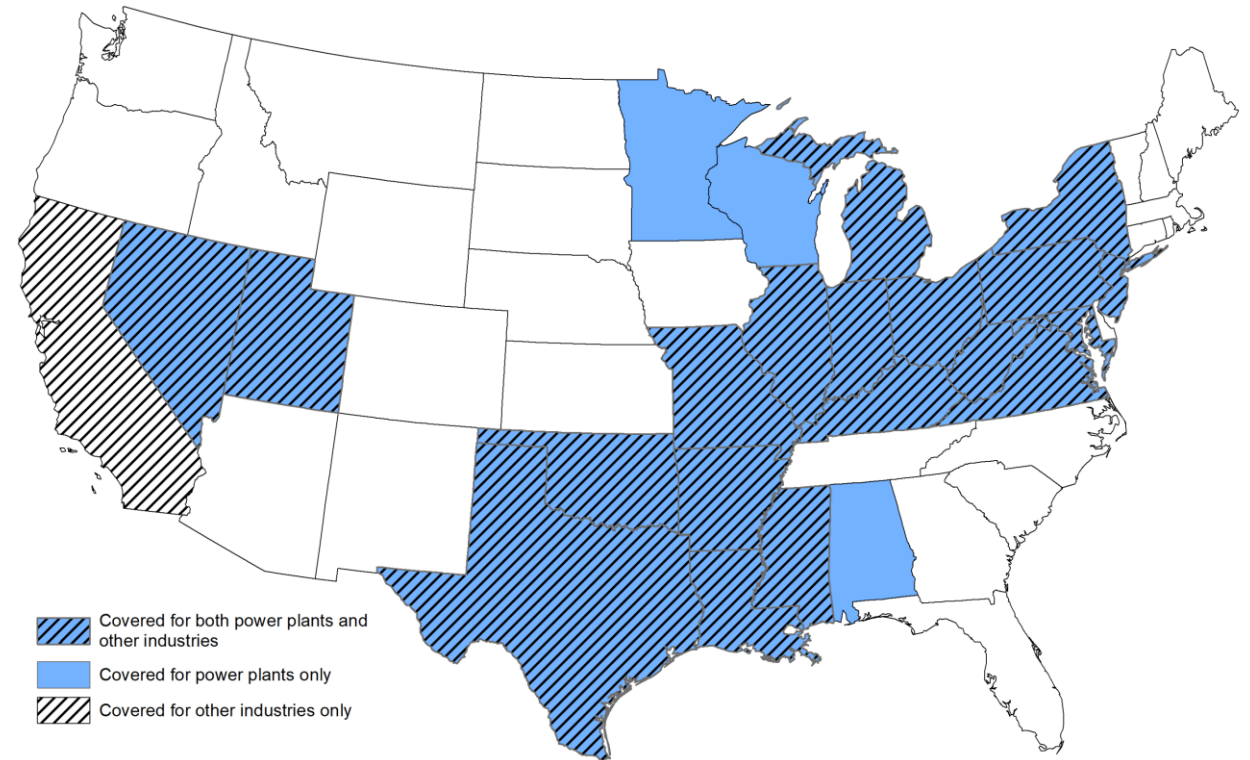 Covered for both power plants and
other industries
Covered for power plants only
Covered for other industries only